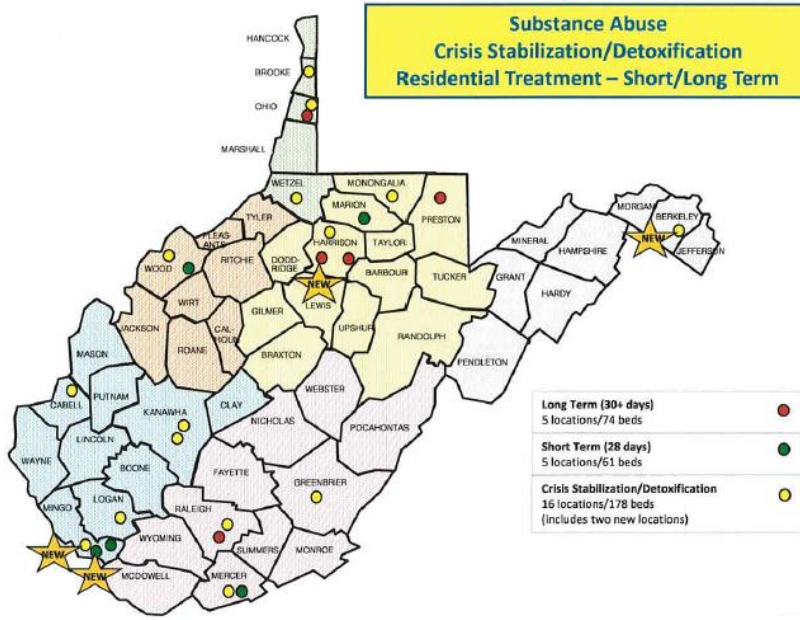 Substance Abuse
Crisis Stabilization/Detoxification
Residential Treatment – Short/Long Term
HANCOCK
BROOKE
OHIO
MARSHALL
WETZEL
MONONGALIA
MARION
PRESTON
TYLER
PLEAS-
ANTS
HARRISON
TAYLOR
DODD-
RIDGE
RITCHIE
WOOD
MORGAN
BERKELEY
NEW
JEFFERSON
MINERAL
HAMPSHIRE
BARBOUR
TUCKER
GRANT
HARDY
NEW
LEWIS
WIRT
GILMER
UPSHUR
RANDOLPH
JACKSON
CAL-
HOUN
ROANE
BRAXTON
PENDLETON
MASON
WEBSTER
PUTNAM
CABELL
KANAWHA
CLAY
NICHOLAS
POCAHONTAS
LINCOLN
WAYNE
BOONE
FAYETTE
GREENBRIER
LOGAN
MINGO
RALEIGH
WYOMING
SUMMERS
MONROE
NEW
NEW
MCDOWELL
MERCER
Long Term (30+ days)
5 locations/74 beds
Short Term (28 days)
5 locations/61 beds
Crisis Stabilization/Detoxification
16 locations/178 beds
(includes two new locations)